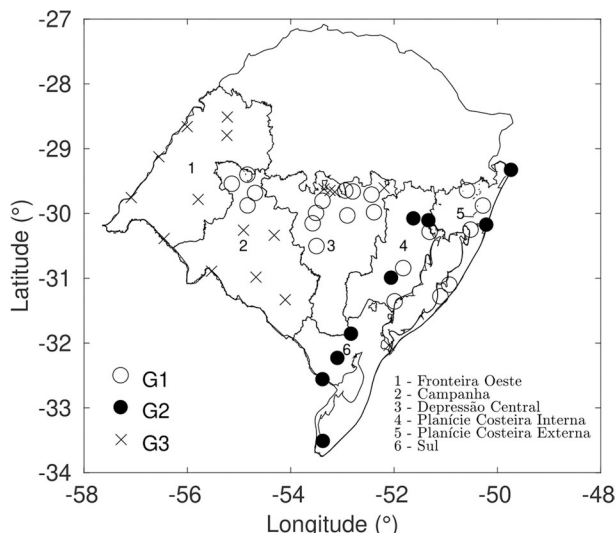 -27
-28
-29
-30
-31
-32
-33
-34
Latitude (°)
1
2
3
4
5
6
G1
G2
G3
1 - Fronteira Oeste
2 - Campanha
3 - Depressão Central
4 - Planície Costeira Interna
5 - Planície Costeira Externa
6 - Sul
-58 -56 -54 -52 -50 -48
Longitude (°)